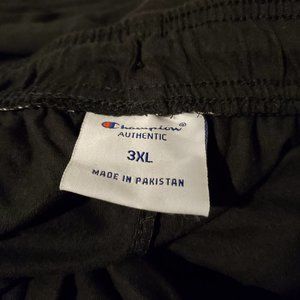 Champion®
AUTHENTIC
3XL
MADE IN PAKISTAN